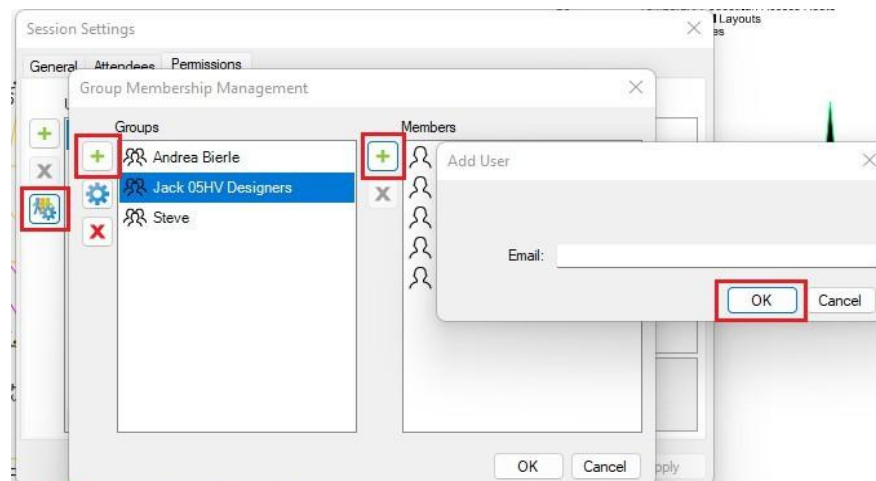 Layouts
es
Session Settings
General Attendees Permissions
Group Membership Management
Groups
Members
Andrea Bierle
Jack 05HV Designers
Steve
Add User
Email:
OK Cancel
OK Cancel
pply